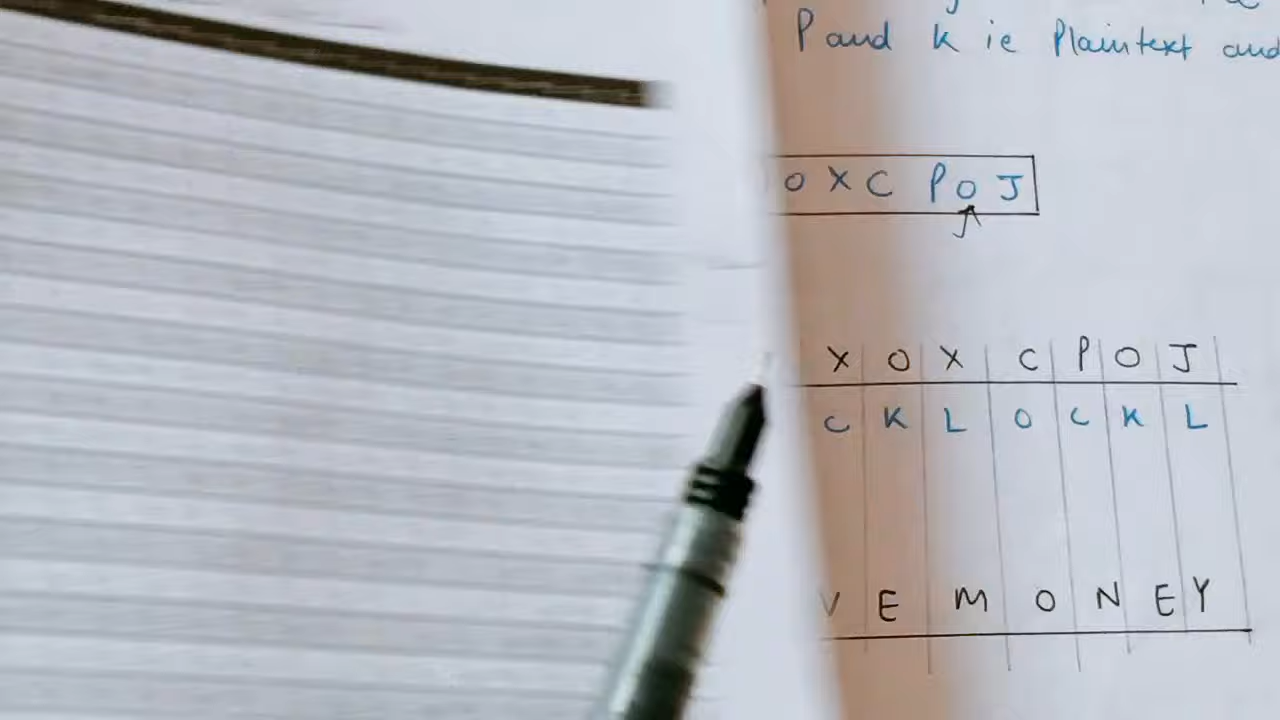 P and K ie Plaintext and
O X C P O J
X O X C P O J
C K L O C K L
V E M O N E Y